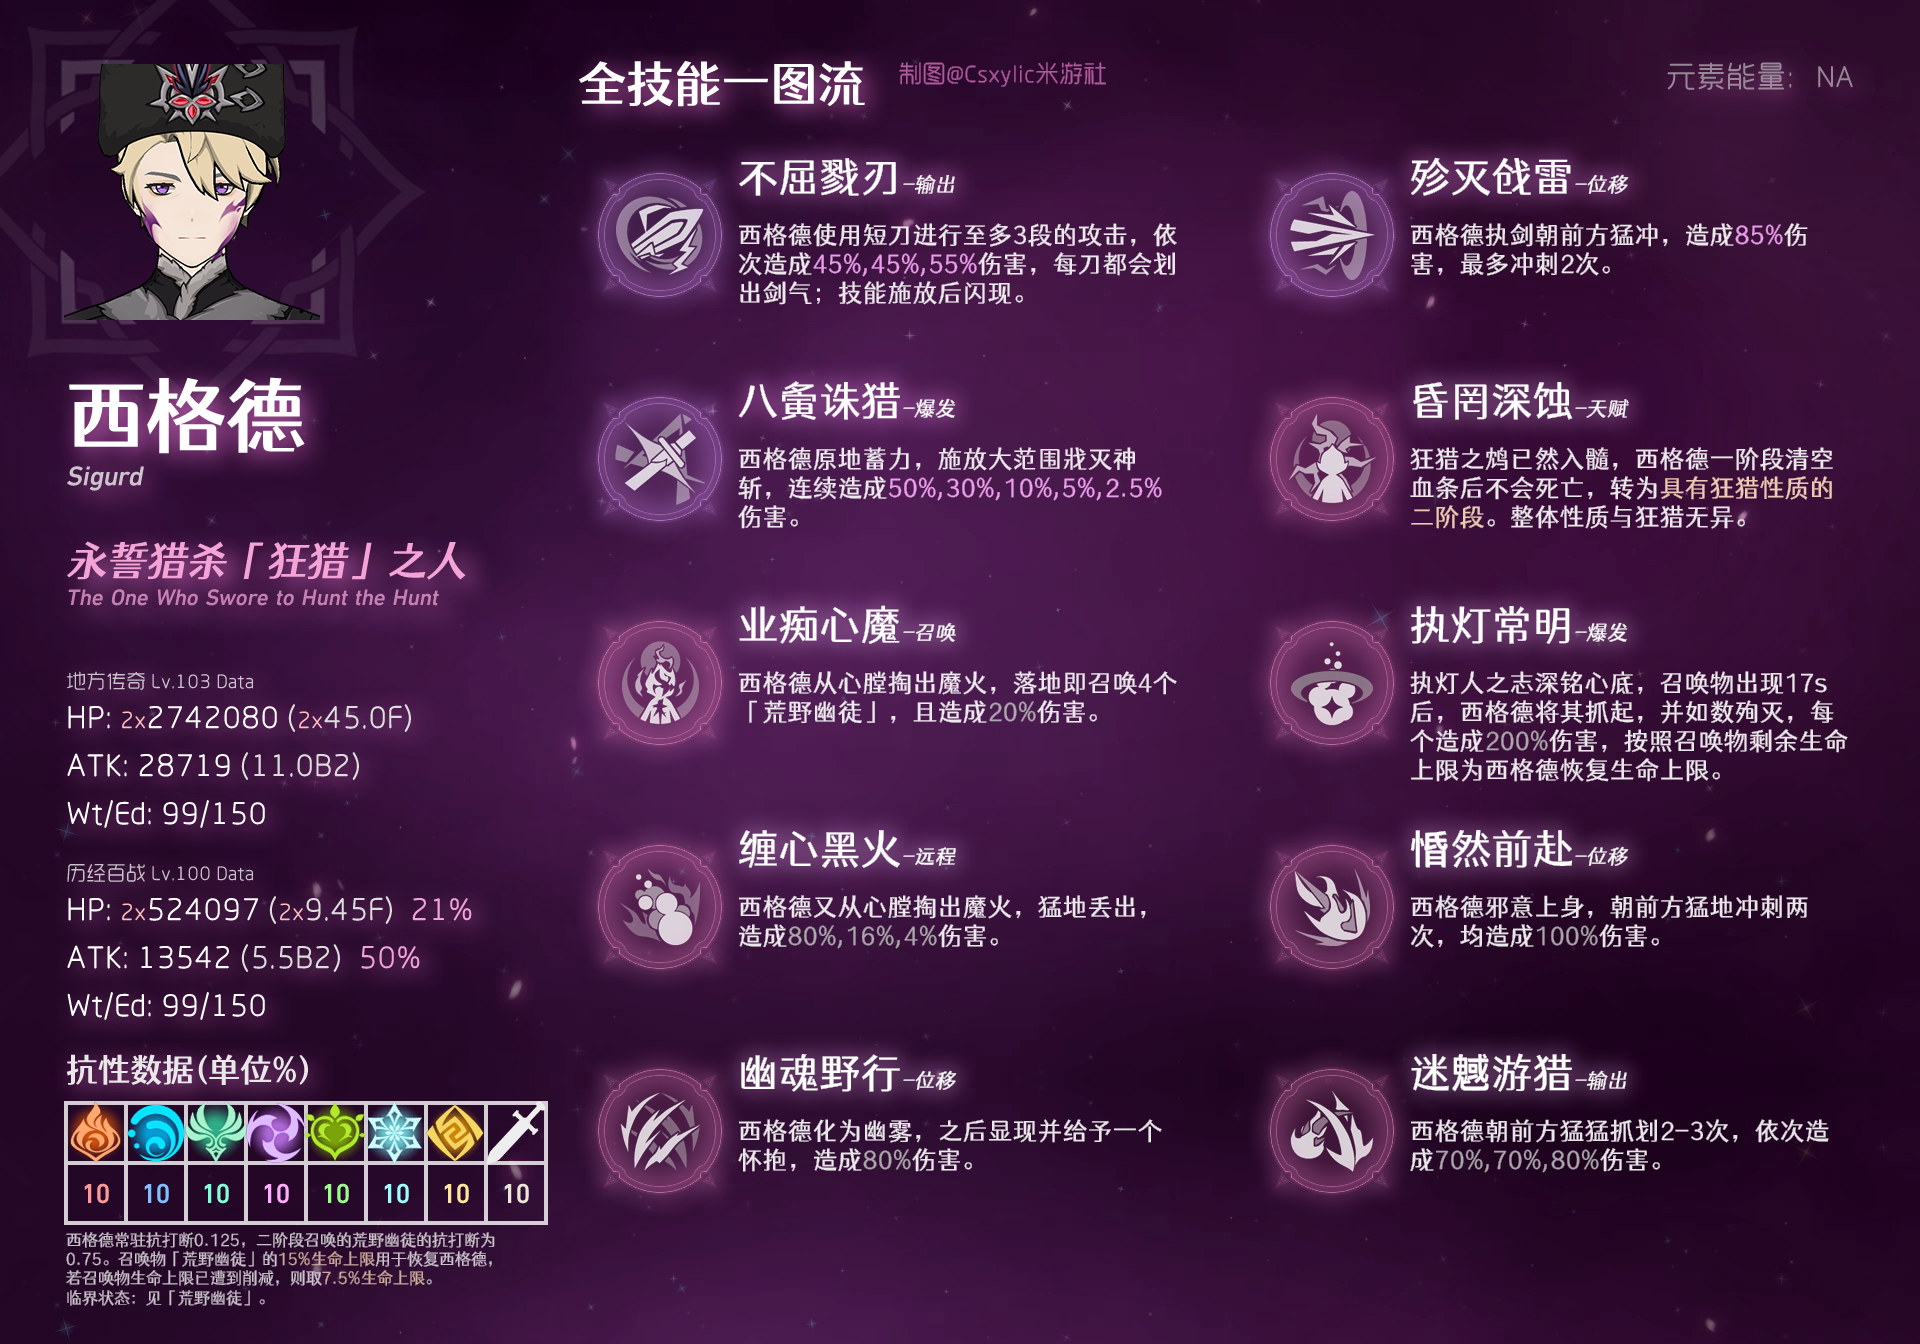 全技能一图流 制图@Csxylic米游社
元素能量: NA
西格德
Sigurd
永誓猎杀「狂猎」之人
The One Who Swore to Hunt the Hunt
地方传奇 Lv.103 Data
HP: 2x2742080 (2x45.0F)
ATK: 28719 (11.0B2)
Wt/Ed: 99/150
历经百战 Lv.100 Data
HP: 2x524097 (2x9.45F) 21%
ATK: 13542 (5.5B2) 50%
Wt/Ed: 99/150
抗性数据(单位%)
10 10 10 10 10 10 10 10
西格德常驻抗打断0.125，二阶段召唤的荒野幽徒的抗打断为
0.75。召唤物「荒野幽徒」的15%生命上限用于恢复西格德，
若召唤物生命上限已遭到削减，则取7.5%生命上限。
临界状态：见「荒野幽徒」。
不屈戮刃-输出
西格德使用短刀进行至多3段的攻击，依
次造成45%,45%,55%伤害，每刀都会划
出剑气；技能施放后闪现。
殄灭伐雷-位移
西格德执剑朝前方猛冲，造成85%伤
害，最多冲刺2次。
八夤诛猎-爆发
西格德原地蓄力，施放大范围戕灭神
斩，连续造成50%,30%,10%,5%,2.5%
伤害。
昏罔深蚀-天赋
狂猎之鸩已然入髓，西格德一阶段清空
血条后不会死亡，转为具有狂猎性质的
二阶段。整体性质与狂猎无异。
业痴心魔-召唤
西格德从心膛掏出魔火，落地即召唤4个
「荒野幽徒」，且造成20%伤害。
执灯常明-爆发
执灯人之志深铭心底，召唤物出现17s
后，西格德将其抓起，并如数殉灭，每
个造成200%伤害，按照召唤物剩余生命
上限为西格德恢复生命上限。
缠心黑火-远程
西格德又从心膛掏出魔火，猛地丢出，
造成80%,16%,4%伤害。
惛然前赴-位移
西格德邪意上身，朝前方猛地冲刺两
次，均造成100%伤害。
幽魂野行-位移
西格德化为幽雾，之后显现并给予一个
怀抱，造成80%伤害。
迷魆游猎-输出
西格德朝前方猛猛抓划2-3次，依次造
成70%,70%,80%伤害。